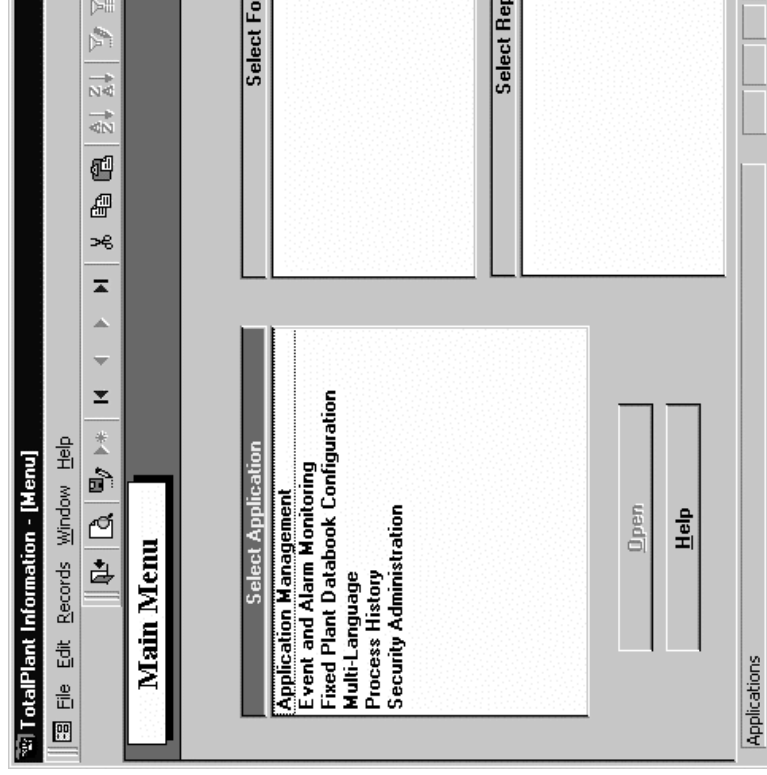 TotalPlant Information - [Menu]
File Edit Records Window Help
Main Menu
Select Application
Application Management
Event and Alarm Monitoring
Fixed Plant Databook Configuration
Multi-Language
Process History
Security Administration
Select Fo
Select Rep
Open
Help
Applications